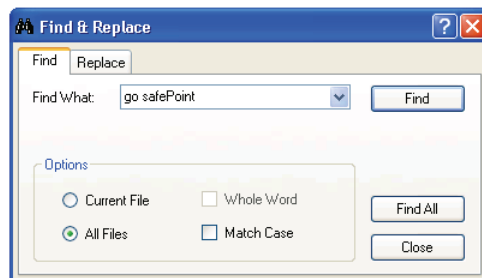 Find & Replace
Find Replace
Find What: go safePoint Find
Options
Current File Whole Word
Find All
All Files Match Case
Close